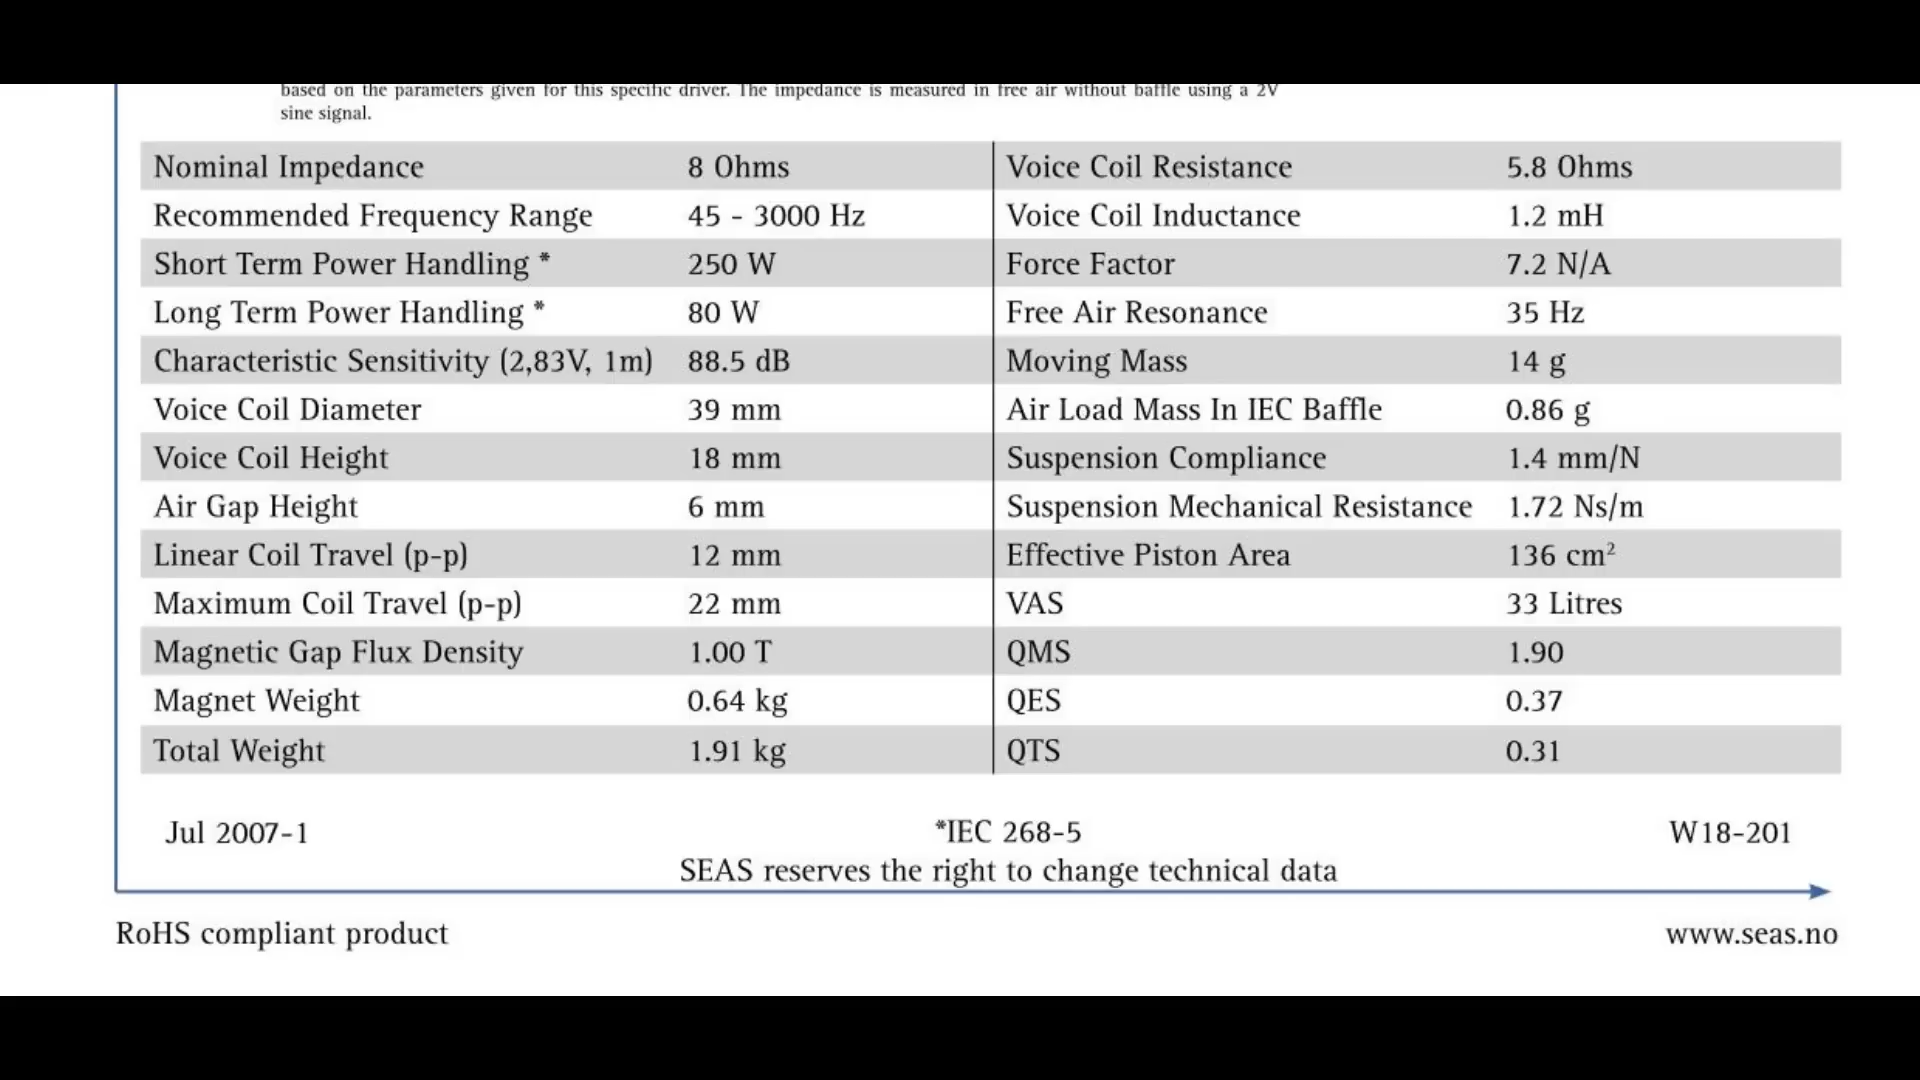 based on the parameters given for this specific driver. The impedance is measured in free air without baffle using a 2V
sine signal.
Nominal Impedance 8 Ohms Voice Coil Resistance 5.8 Ohms
Recommended Frequency Range 45 - 3000 Hz Voice Coil Inductance 1.2 mH
Short Term Power Handling * 250 W Force Factor 7.2 N/A
Long Term Power Handling * 80 W Free Air Resonance 35 Hz
Characteristic Sensitivity (2,83V, 1m) 88.5 dB Moving Mass 14 g
Voice Coil Diameter 39 mm Air Load Mass In IEC Baffle 0.86 g
Voice Coil Height 18 mm Suspension Compliance 1.4 mm/N
Air Gap Height 6 mm Suspension Mechanical Resistance 1.72 Ns/m
Linear Coil Travel (p-p) 12 mm Effective Piston Area 136 cm²
Maximum Coil Travel (p-p) 22 mm VAS 33 Litres
Magnetic Gap Flux Density 1.00 T QMS 1.90
Magnet Weight 0.64 kg QES 0.37
Total Weight 1.91 kg QTS 0.31
Jul 2007-1 *IEC 268-5 W18-201
SEAS reserves the right to change technical data
RoHS compliant product www.seas.no